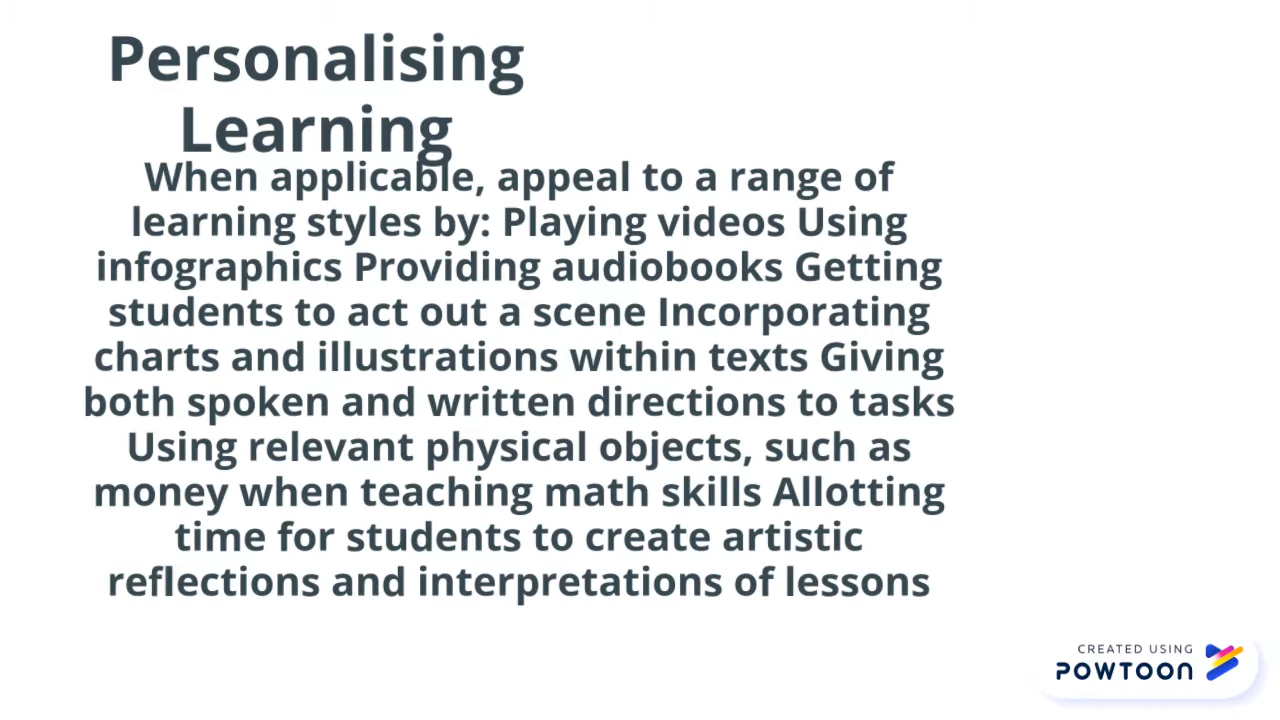 Personalising
Learning
When applicable, appeal to a range of
learning styles by: Playing videos Using
infographics Providing audiobooks Getting
students to act out a scene Incorporating
charts and illustrations within texts Giving
both spoken and written directions to tasks
Using relevant physical objects, such as
money when teaching math skills Allotting
time for students to create artistic
reflections and interpretations of lessons
CREATED USING
POWTOON